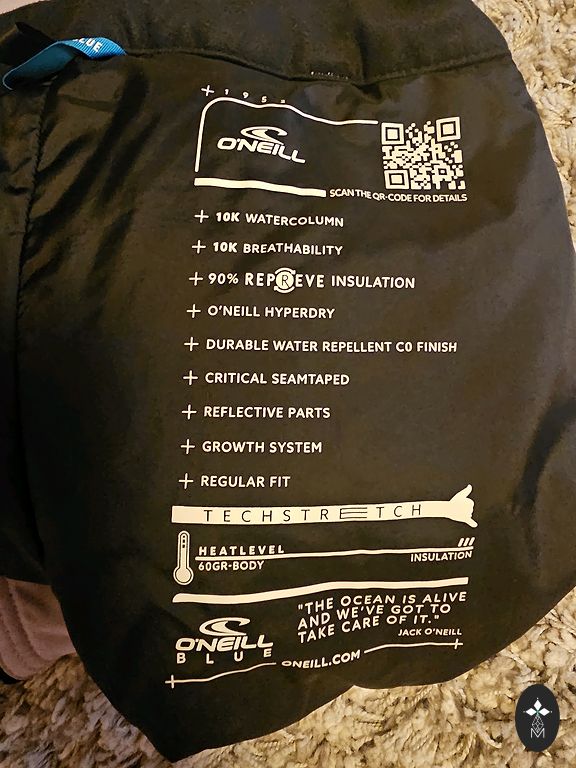 BLUE
+ 195
O'NEILL
SCAN THE QR-CODE FOR DETAILS
+ 10K WATERCOLUMN
+ 10K BREATHABILITY
+ 90% REPREVE INSULATION
+ O'NEILL HYPERDRY
+ DURABLE WATER REPELLENT C0 FINISH
+ CRITICAL SEAMTAPED
+ REFLECTIVE PARTS
+ GROWTH SYSTEM
+ REGULAR FIT
TECHSTRETCH
HEATLEVEL
60GR-BODY
INSULATION
"THE OCEAN IS ALIVE
AND WE'VE GOT TO
TAKE CARE OF IT."
JACK O'NEILL
O'NEILL
BLUE
ONEILL.COM
M